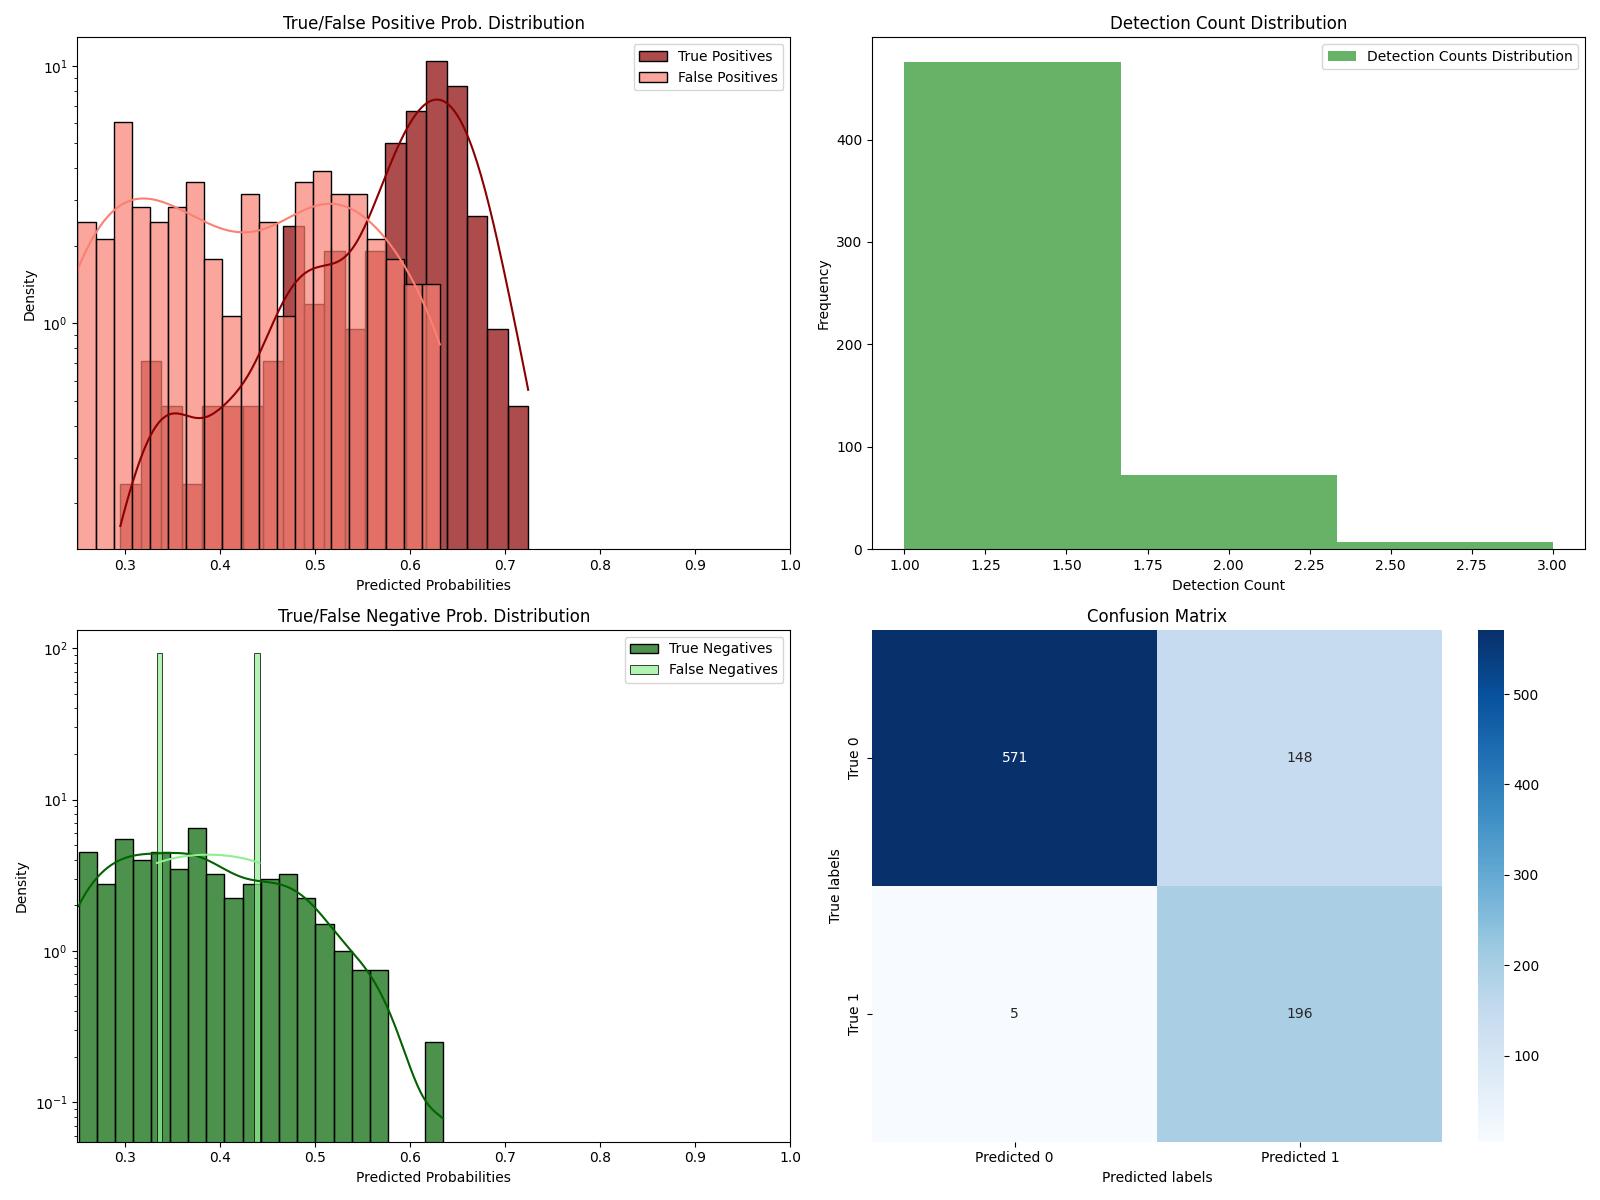 True/False Positive Prob. Distribution
True Positives
False Positives
10¹
10⁰
Density
0.3 0.4 0.5 0.6 0.7 0.8 0.9 1.0
Predicted Probabilities
Detection Count Distribution
Detection Counts Distribution
400
300
200
100
0
Frequency
1.00 1.25 1.50 1.75 2.00 2.25 2.50 2.75 3.00
Detection Count
True/False Negative Prob. Distribution
True Negatives
False Negatives
10²
10¹
10⁰
10⁻¹
Density
0.3 0.4 0.5 0.6 0.7 0.8 0.9 1.0
Predicted Probabilities
Confusion Matrix
True labels
True 0
571 148
True 1
5 196
Predicted 0 Predicted 1
Predicted labels
500
400
300
200
100